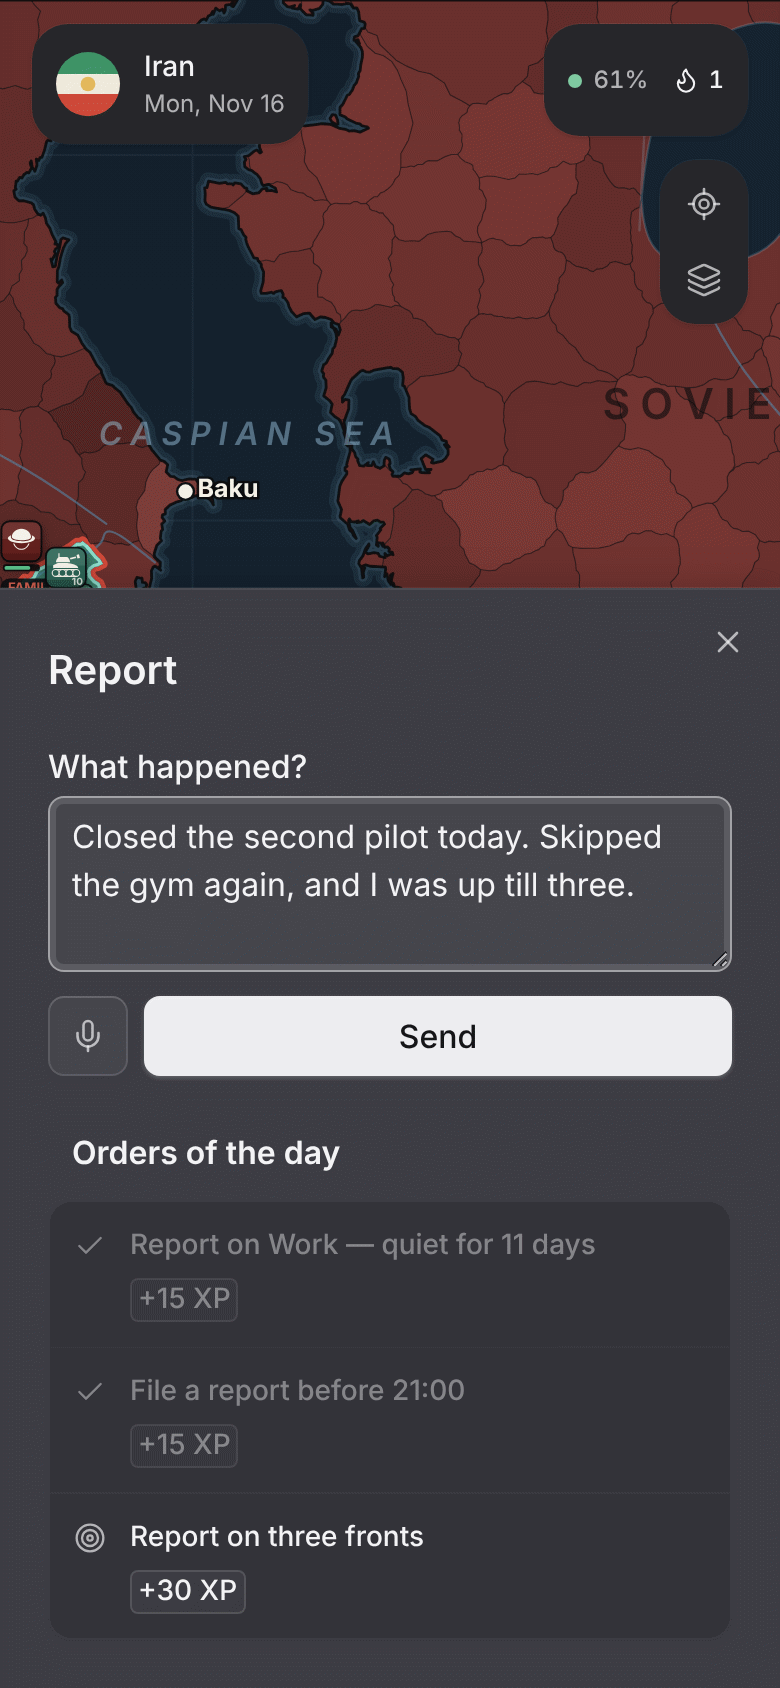 Iran
Mon, Nov 16
61%
1
SOVIE
CASPIAN SEA
Baku
10
FAMI
Report
What happened?
Closed the second pilot today. Skipped
the gym again, and I was up till three.
Send
Orders of the day
Report on Work — quiet for 11 days
+15 XP
File a report before 21:00
+15 XP
Report on three fronts
+30 XP